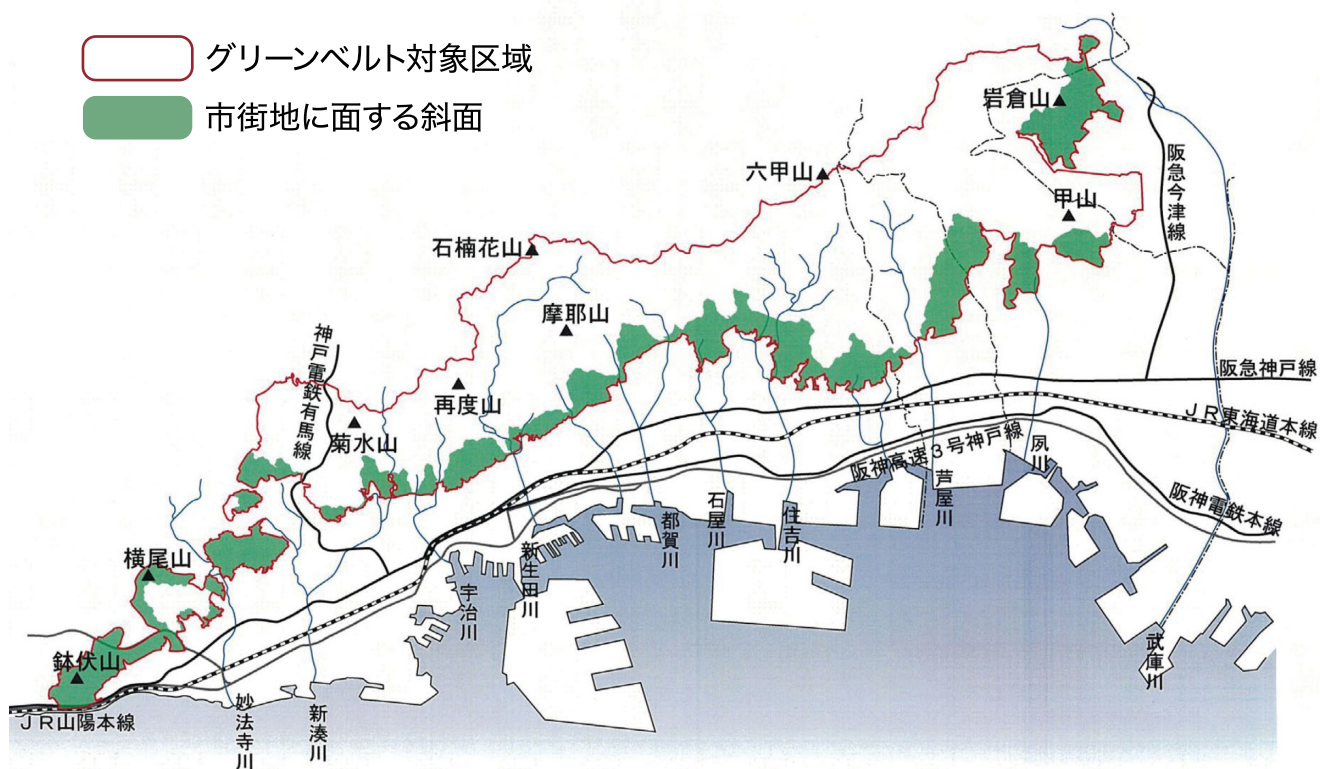 グリーンベルト対象区域
市街地に面する斜面
岩倉山
六甲山
甲山
阪急今津線
石楠花山
摩耶山
神戸電鉄有馬線
再度山
菊水山
阪急神戸線
JR東海道本線
阪神高速3号神戸線
夙川
芦屋川
阪神電鉄本線
石屋川
住吉川
都賀川
新生田川
横尾山
宇治川
武庫川
鉢伏山
JR山陽本線
妙法寺川
新湊川